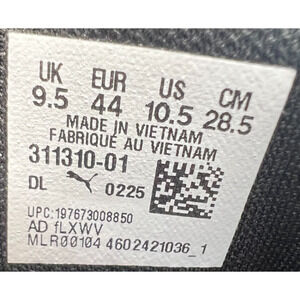 UK EUR US CM
9.5 44 10.5 28.5
MADE IN VIETNAM
FABRIQUE AU VIETNAM
311310-01
DL 0225
UPC:197673008850
AD fLXWV
MLR00104 4602421036_1